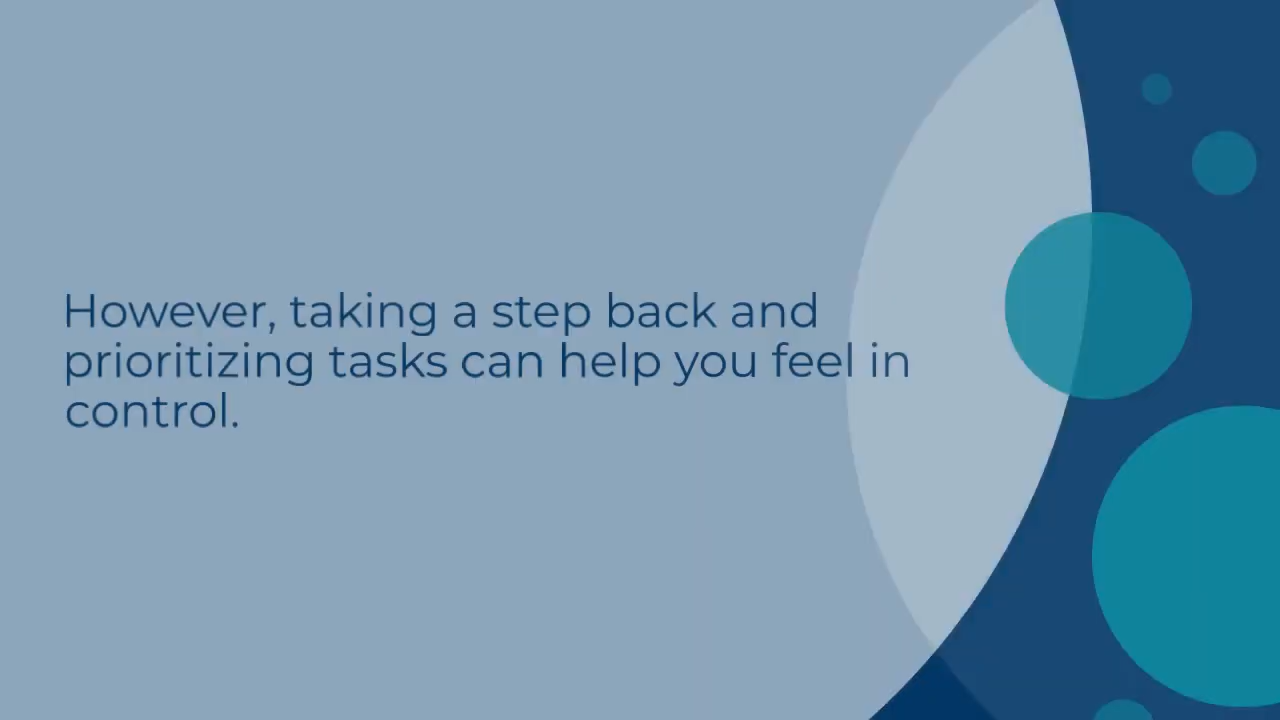 However, taking a step back and
prioritizing tasks can help you feel in
control.